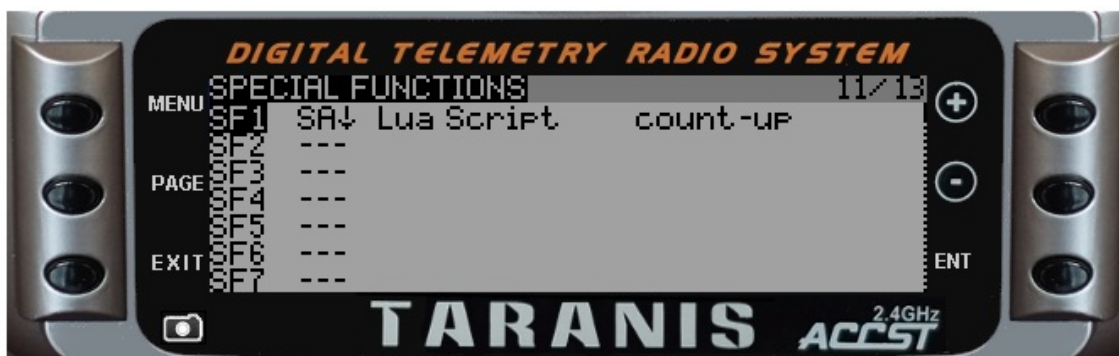 DIGITAL TELEMETRY RADIO SYSTEM
MENU
PAGE
EXIT
SPECIAL FUNCTIONS 11/13
SF1 SA↓ Lua Script count-up
SF2 ---
SF3 ---
SF4 ---
SF5 ---
SF6 ---
SF7 ---
+
-
ENT
TARANIS
2.4GHz
ACCST